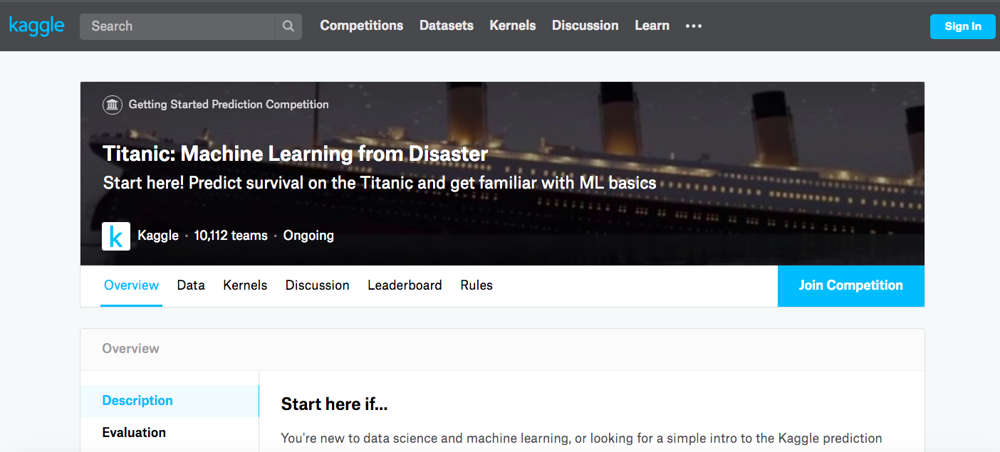 kaggle
Search
Competitions Datasets Kernels Discussion Learn •••
Sign In
Getting Started Prediction Competition
Titanic: Machine Learning from Disaster
Start here! Predict survival on the Titanic and get familiar with ML basics
k
Kaggle · 10,112 teams · Ongoing
Overview Data Kernels Discussion Leaderboard Rules
Join Competition
Overview
Description
Evaluation
Start here if...
You're new to data science and machine learning, or looking for a simple intro to the Kaggle prediction